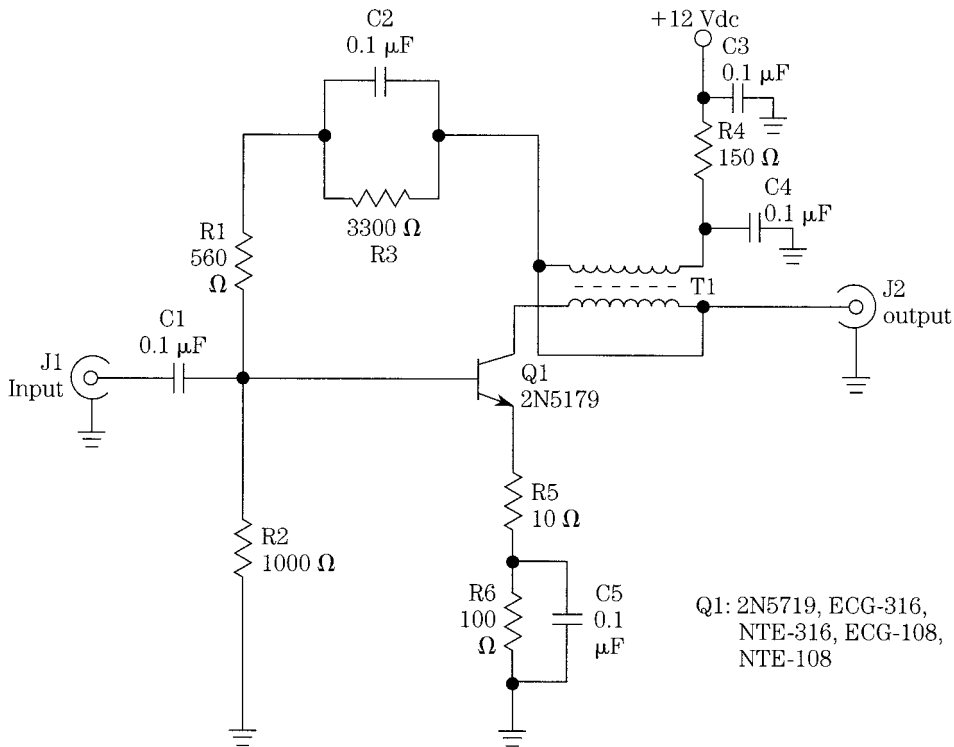 C2
0.1 µF
+12 Vdc
C3
0.1 µF
R4
150 Ω
C4
0.1 µF
3300 Ω
R3
R1
560
Ω
T1
J2
output
C1
0.1 µF
J1
Input
Q1
2N5179
R5
10 Ω
R2
1000 Ω
R6
100
Ω
C5
0.1
µF
Q1: 2N5719, ECG-316,
NTE-316, ECG-108,
NTE-108